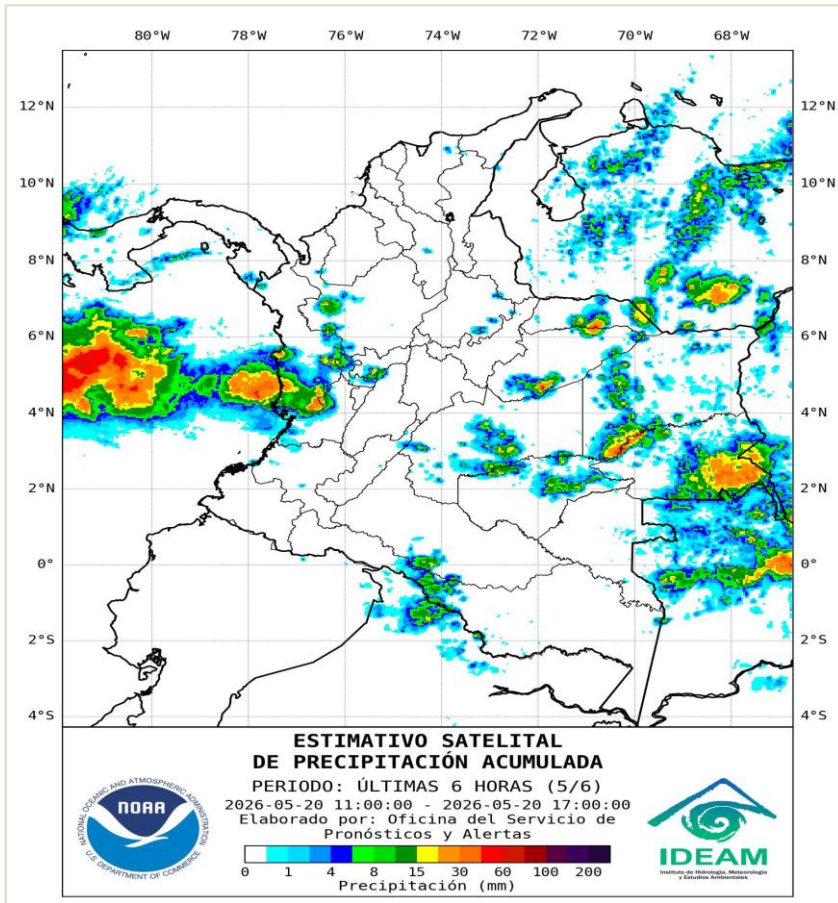 80°W 78°W 76°W 74°W 72°W 70°W 68°W
12°N 12°N
10°N 10°N
8°N 8°N
6°N 6°N
4°N 4°N
2°N 2°N
0° 0°
2°S 2°S
4°S 4°S
ESTIMATIVO SATELITAL
DE PRECIPITACIÓN ACUMULADA
PERIODO: ÚLTIMAS 6 HORAS (5/6)
2026-05-20 11:00:00 - 2026-05-20 17:00:00
Elaborado por: Oficina del Servicio de
Pronósticos y Alertas
0 1 4 8 15 30 60 100 200
Precipitación (mm)
NATIONAL OCEANIC AND ATMOSPHERIC ADMINISTRATION
NOAA
U.S. DEPARTMENT OF COMMERCE
IDEAM
Instituto de Hidrología, Meteorología
y Estudios Ambientales